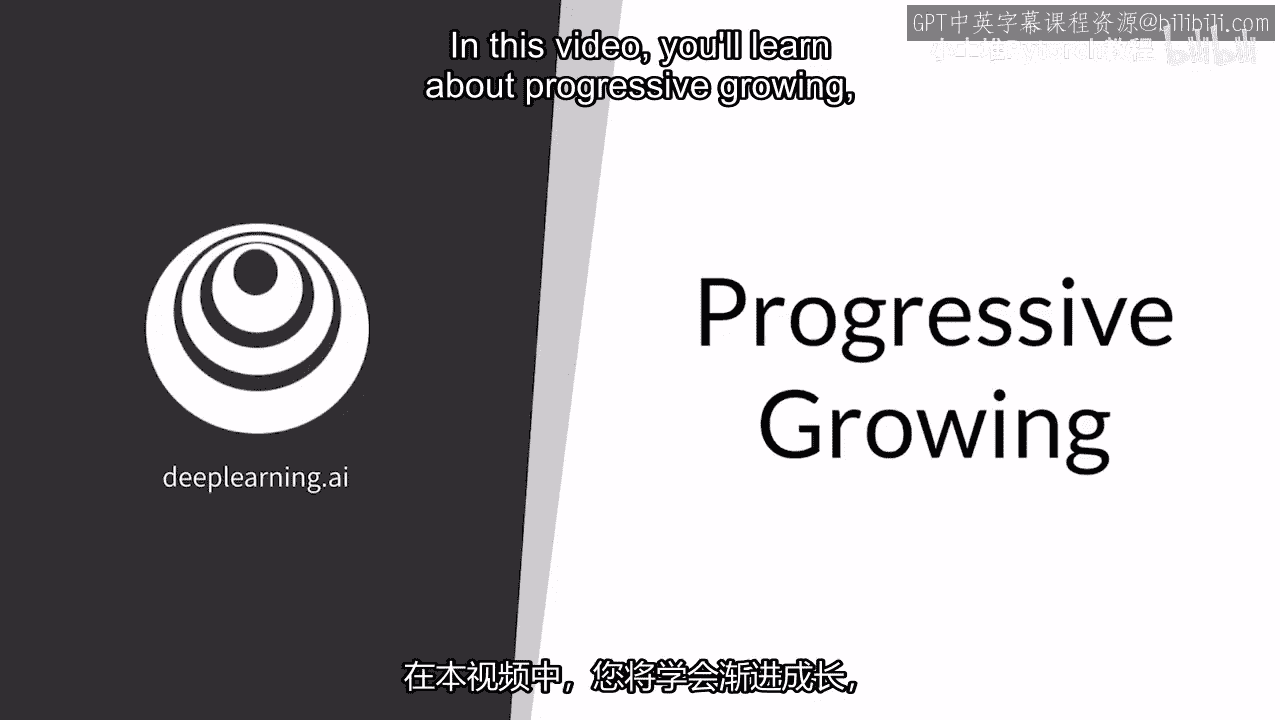 GPT中英字幕课程资源@bilibili.com
In this video, you'll learn
about progressive growing,
Progressive
Growing
deeplearning.ai
在本视频中，您将学会渐进成长，